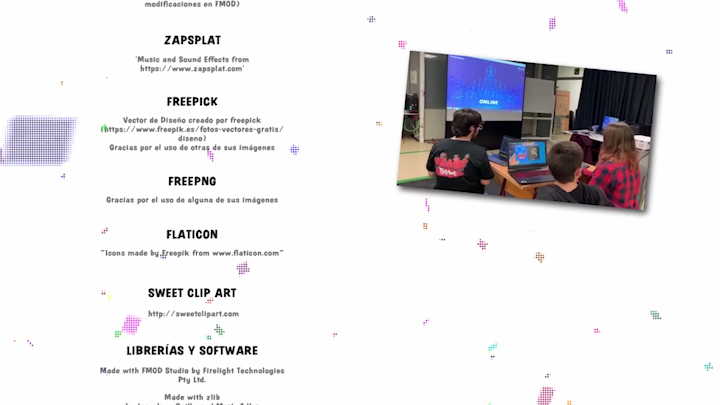 modificaciones en FMOD)
ZAPSPLAT
'Music and Sound Effects from
https://www.zapsplat.com'
FREEPICK
Vector de Diseño creado por freepick
(https://www.freepik.es/fotos-vectores-gratis/
diseno)
Gracias por el uso de otras de sus imágenes
FREEPNG
Gracias por el uso de alguna de sus imágenes
FLATICON
"Icons made by Freepik from www.flaticon.com"
SWEET CLIP ART
http://sweetclipart.com
LIBRERÍAS Y SOFTWARE
Made with FMOD Studio by Firelight Technologies
Pty Ltd.
Made with zlib
ONLINE